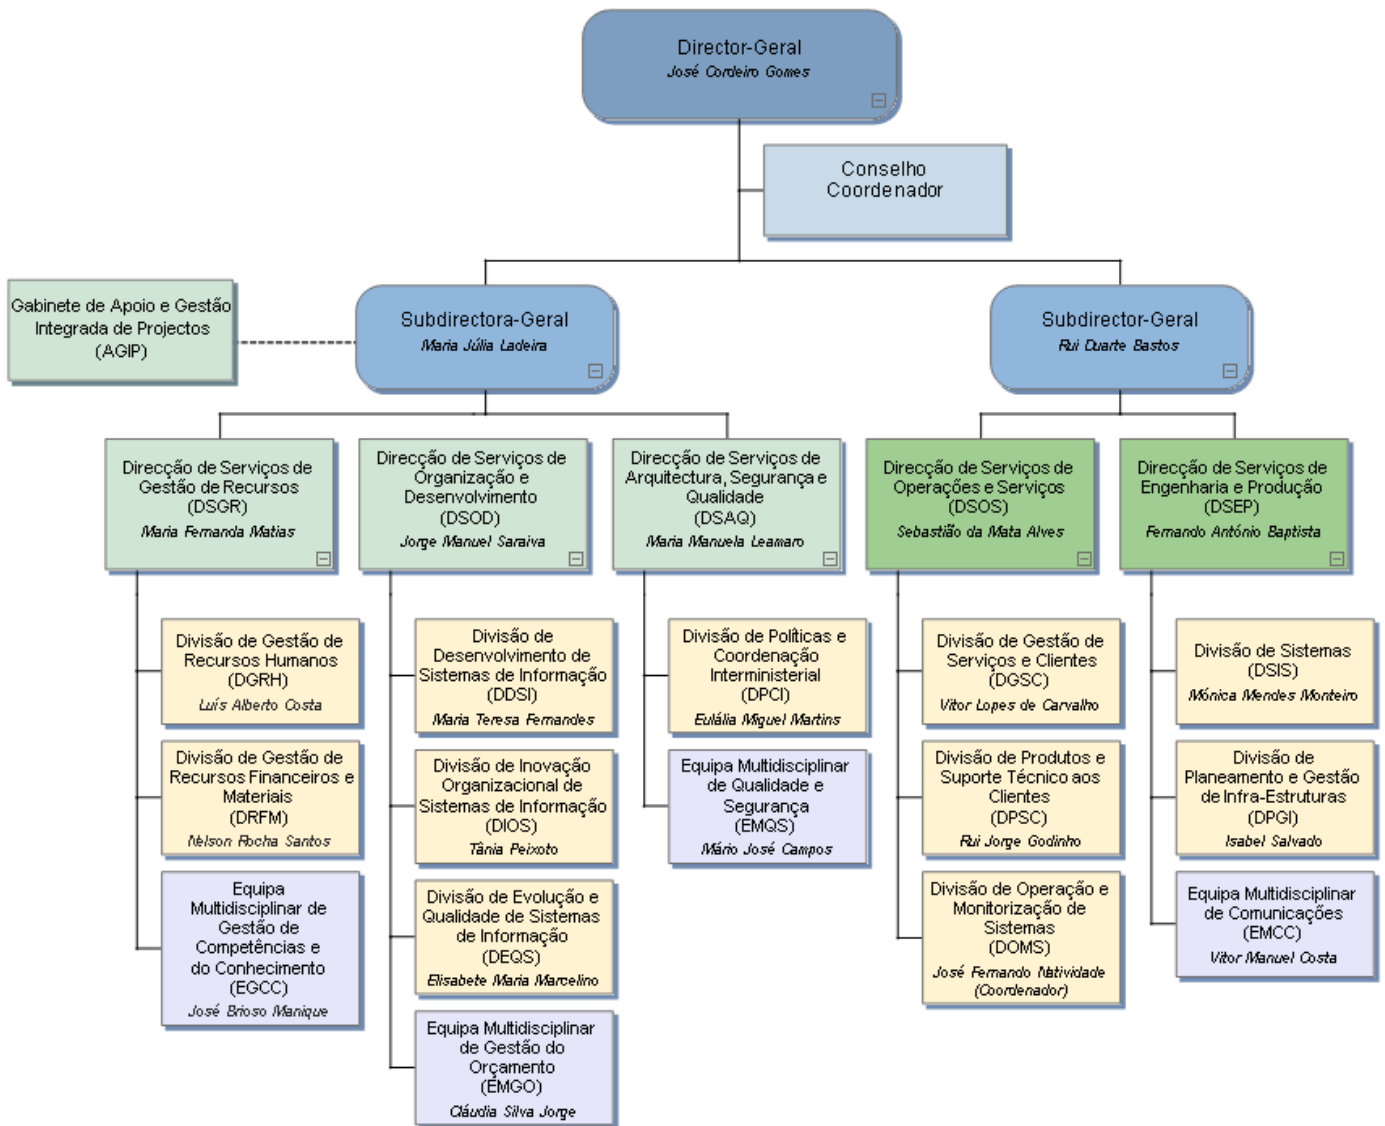 Director-Geral
José Cordeiro Gomes
Conselho
Coordenador
Gabinete de Apoio e Gestão
Integrada de Projectos
(AGIP)
Subdirectora-Geral
Maria Júlia Ladeira
Subdirector-Geral
Rui Duarte Bastos
Direcção de Serviços de
Gestão de Recursos
(DSGR)
Maria Fernanda Matias
Direcção de Serviços de
Organização e
Desenvolvimento
(DSOD)
Jorge Manuel Saraiva
Direcção de Serviços de
Arquitectura, Segurança e
Qualidade
(DSAQ)
Maria Manuela Leamaro
Direcção de Serviços de
Operações e Serviços
(DSOS)
Sebastião da Mata Alves
Direcção de Serviços de
Engenharia e Produção
(DSEP)
Fernando António Baptista
Divisão de Gestão de
Recursos Humanos
(DGRH)
Luís Alberto Costa
Divisão de Gestão de
Recursos Financeiros e
Materiais
(DRFM)
Nelson Rocha Santos
Equipa
Multidisciplinar de
Gestão de
Competências e
do Conhecimento
(EGCC)
José Brioso Manique
Divisão de
Desenvolvimento de
Sistemas de Informação
(DDSI)
Maria Teresa Fernandes
Divisão de Inovação
Organizacional de
Sistemas de Informação
(DIOS)
Tânia Peixoto
Divisão de Evolução e
Qualidade de Sistemas
de Informação
(DEQS)
Elisabete Maria Marcelino
Equipa Multidisciplinar
de Gestão do
Orçamento
(EMGO)
Cláudia Silva Jorge
Divisão de Políticas e
Coordenação
Interministerial
(DPCI)
Eulália Miguel Martins
Equipa Multidisciplinar
de Qualidade e
Segurança
(EMQS)
Mário José Campos
Divisão de Gestão de
Serviços e Clientes
(DGSC)
Vitor Lopes de Carvalho
Divisão de Produtos e
Suporte Técnico aos
Clientes
(DPSC)
Rui Jorge Godinho
Divisão de Operação e
Monitorização de
Sistemas
(DOMS)
José Fernando Natividade
(Coordenador)
Divisão de Sistemas
(DSIS)
Mónica Mendes Monteiro
Divisão de
Planeamento e Gestão
de Infra-Estruturas
(DPGI)
Isabel Salvado
Equipa Multidisciplinar
de Comunicações
(EMCC)
Vitor Manuel Costa